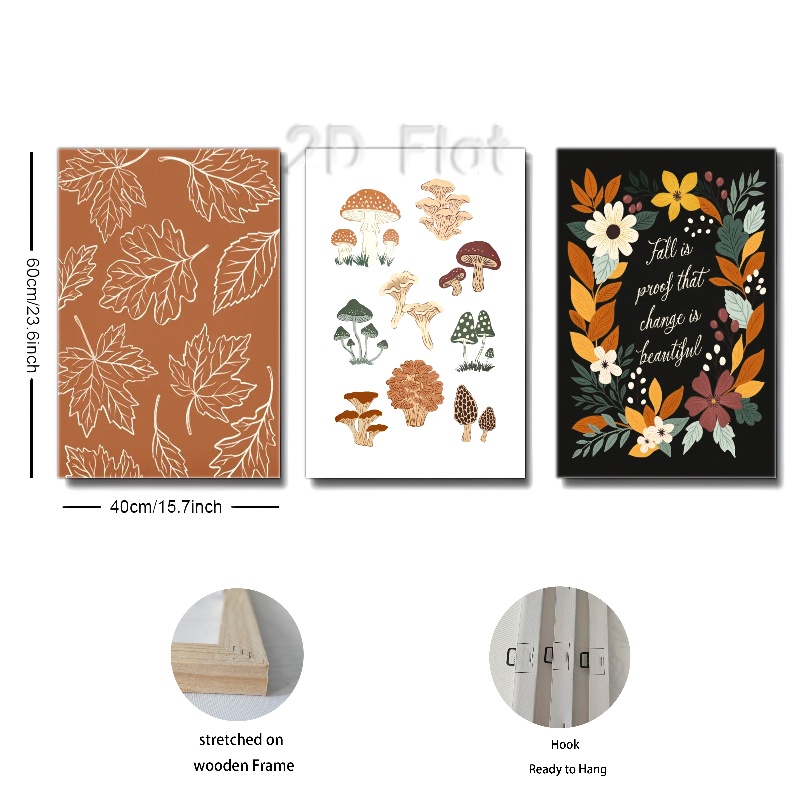 2D Flat
60cm/23.6inch
Fall is
proof that
change is
beautiful
40cm/15.7inch
stretched on
wooden Frame
Hook
Ready to Hang